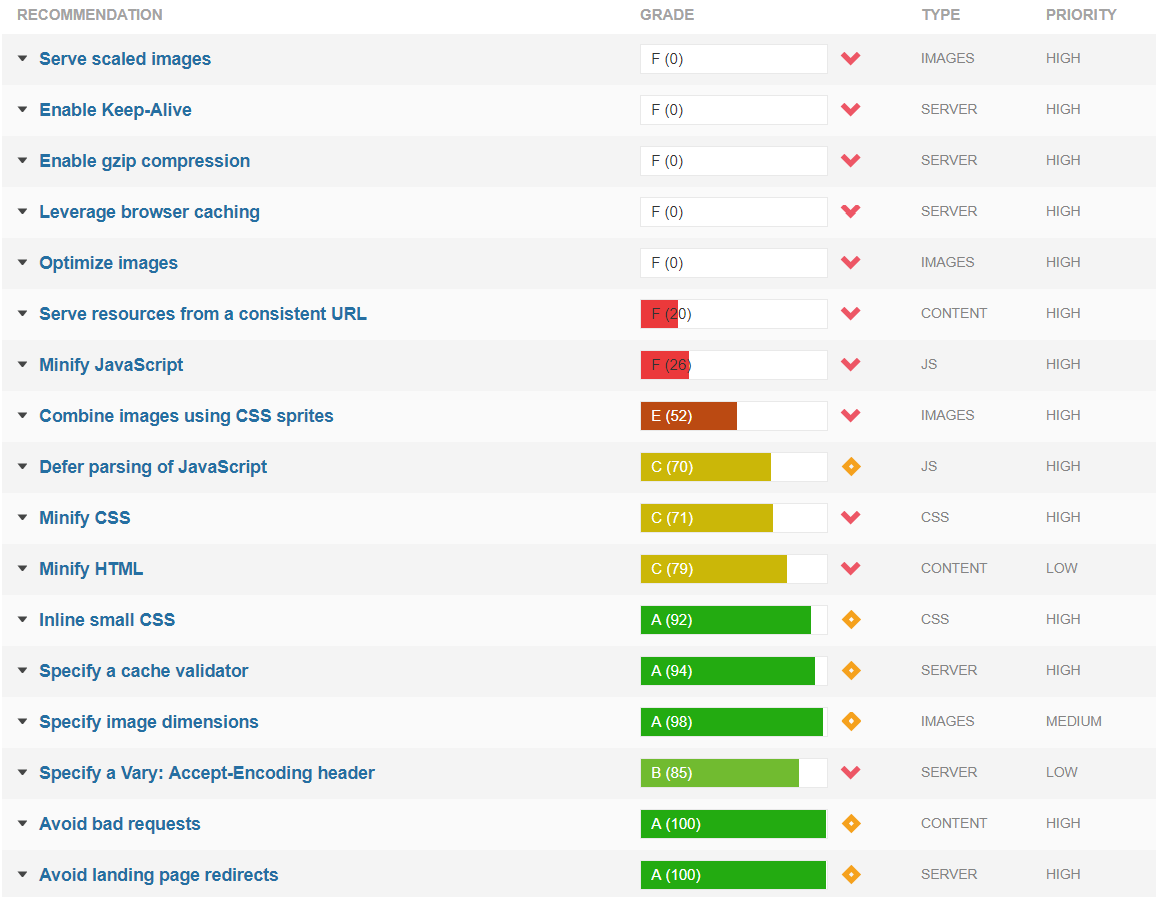 RECOMMENDATION GRADE TYPE PRIORITY
Serve scaled images F (0) IMAGES HIGH
Enable Keep-Alive F (0) SERVER HIGH
Enable gzip compression F (0) SERVER HIGH
Leverage browser caching F (0) SERVER HIGH
Optimize images F (0) IMAGES HIGH
Serve resources from a consistent URL F (20) CONTENT HIGH
Minify JavaScript F (26) JS HIGH
Combine images using CSS sprites E (52) IMAGES HIGH
Defer parsing of JavaScript C (70) JS HIGH
Minify CSS C (71) CSS HIGH
Minify HTML C (79) CONTENT LOW
Inline small CSS A (92) CSS HIGH
Specify a cache validator A (94) SERVER HIGH
Specify image dimensions A (98) IMAGES MEDIUM
Specify a Vary: Accept-Encoding header B (85) SERVER LOW
Avoid bad requests A (100) CONTENT HIGH
Avoid landing page redirects A (100) SERVER HIGH